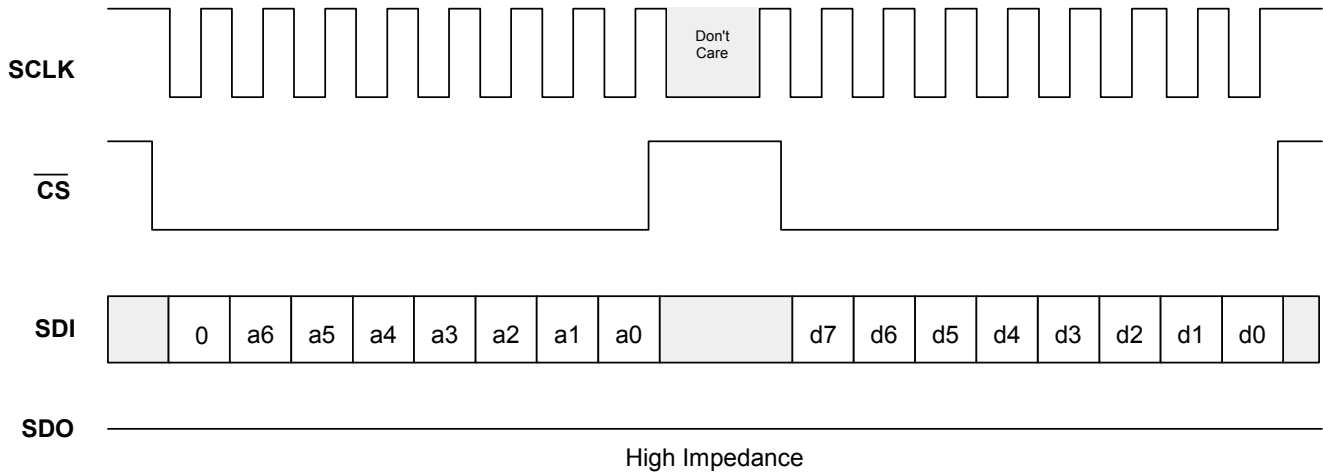 Don't
Care
SCLK
CS
SDI
0 a6 a5 a4 a3 a2 a1 a0 d7 d6 d5 d4 d3 d2 d1 d0
SDO
High Impedance